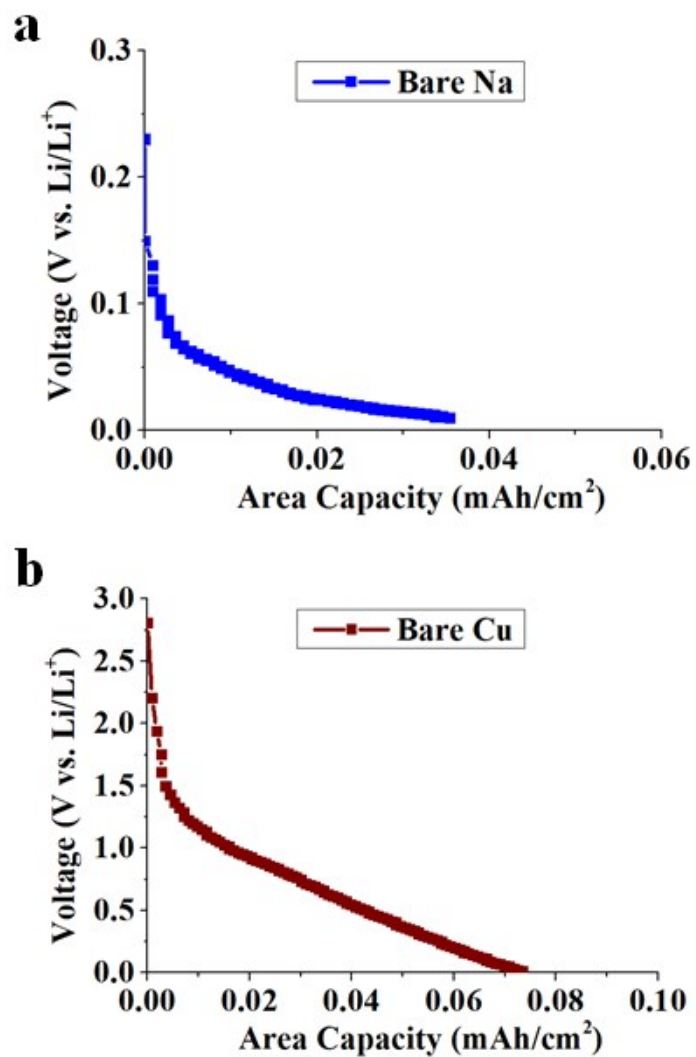 a
0.3
Bare Na
0.2
0.1
0.0
Voltage (V vs. Li/Li⁺)
0.00 0.02 0.04 0.06
Area Capacity (mAh/cm²)
b
3.0
Bare Cu
2.5
2.0
1.5
1.0
0.5
0.0
Voltage (V vs. Li/Li⁺)
0.00 0.02 0.04 0.06 0.08 0.10
Area Capacity (mAh/cm²)